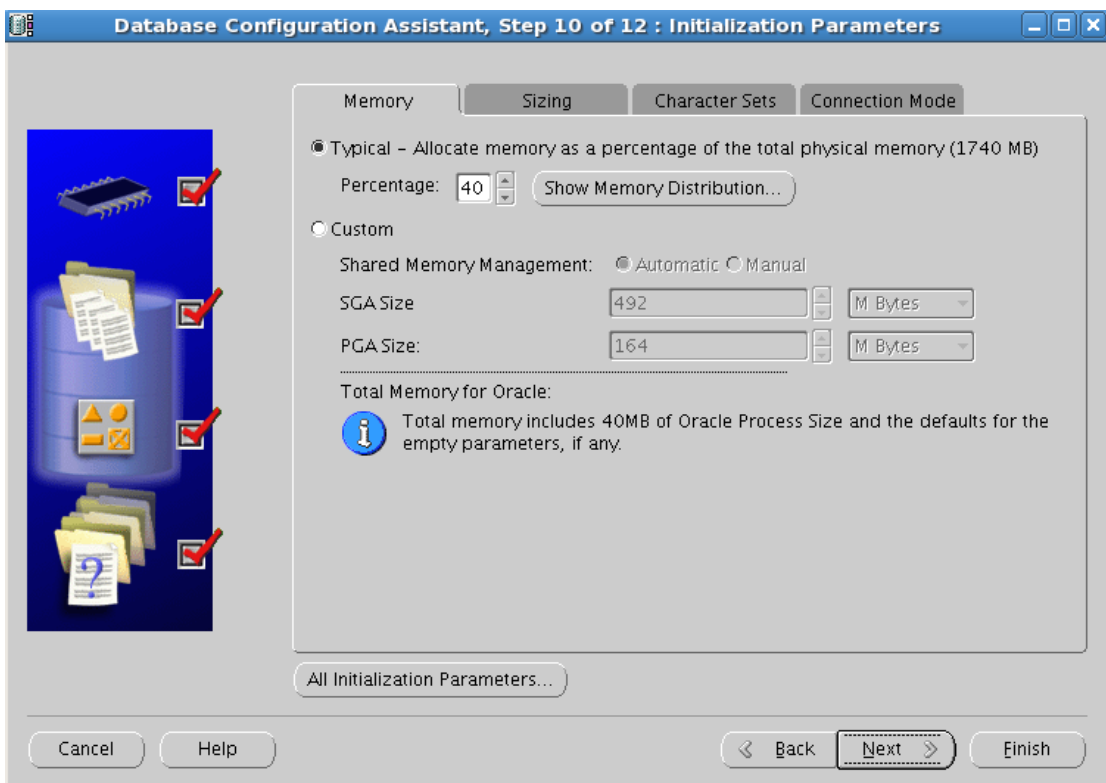 Database Configuration Assistant, Step 10 of 12 : Initialization Parameters
Memory Sizing Character Sets Connection Mode
Typical – Allocate memory as a percentage of the total physical memory (1740 MB)
Percentage: 40 Show Memory Distribution...
Custom
Shared Memory Management: Automatic Manual
SGA Size 492 M Bytes
PGA Size: 164 M Bytes
Total Memory for Oracle:
Total memory includes 40MB of Oracle Process Size and the defaults for the
empty parameters, if any.
?
All Initialization Parameters...
Cancel Help Back Next Finish